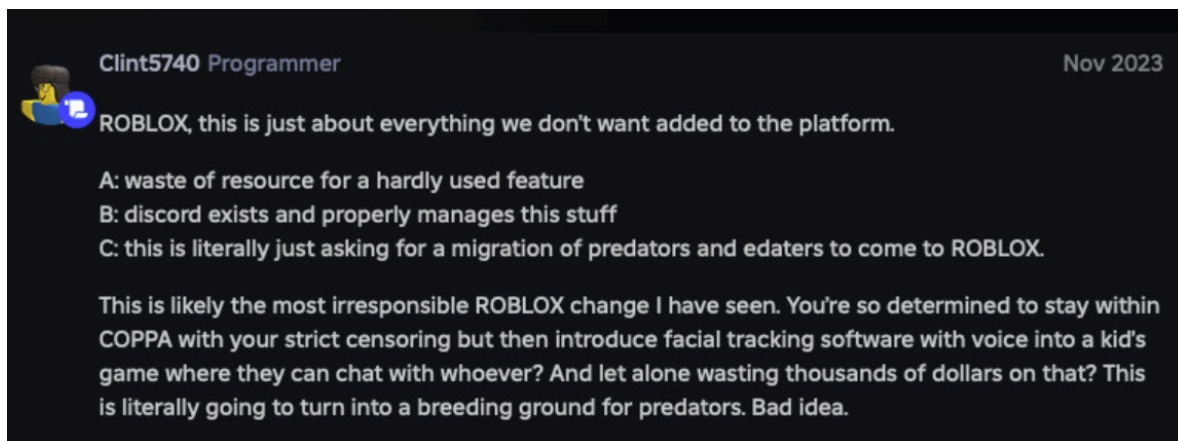 Clint5740 Programmer Nov 2023
ROBLOX, this is just about everything we don't want added to the platform.
A: waste of resource for a hardly used feature
B: discord exists and properly manages this stuff
C: this is literally just asking for a migration of predators and edaters to come to ROBLOX.
This is likely the most irresponsible ROBLOX change I have seen. You're so determined to stay within
COPPA with your strict censoring but then introduce facial tracking software with voice into a kid's
game where they can chat with whoever? And let alone wasting thousands of dollars on that? This
is literally going to turn into a breeding ground for predators. Bad idea.